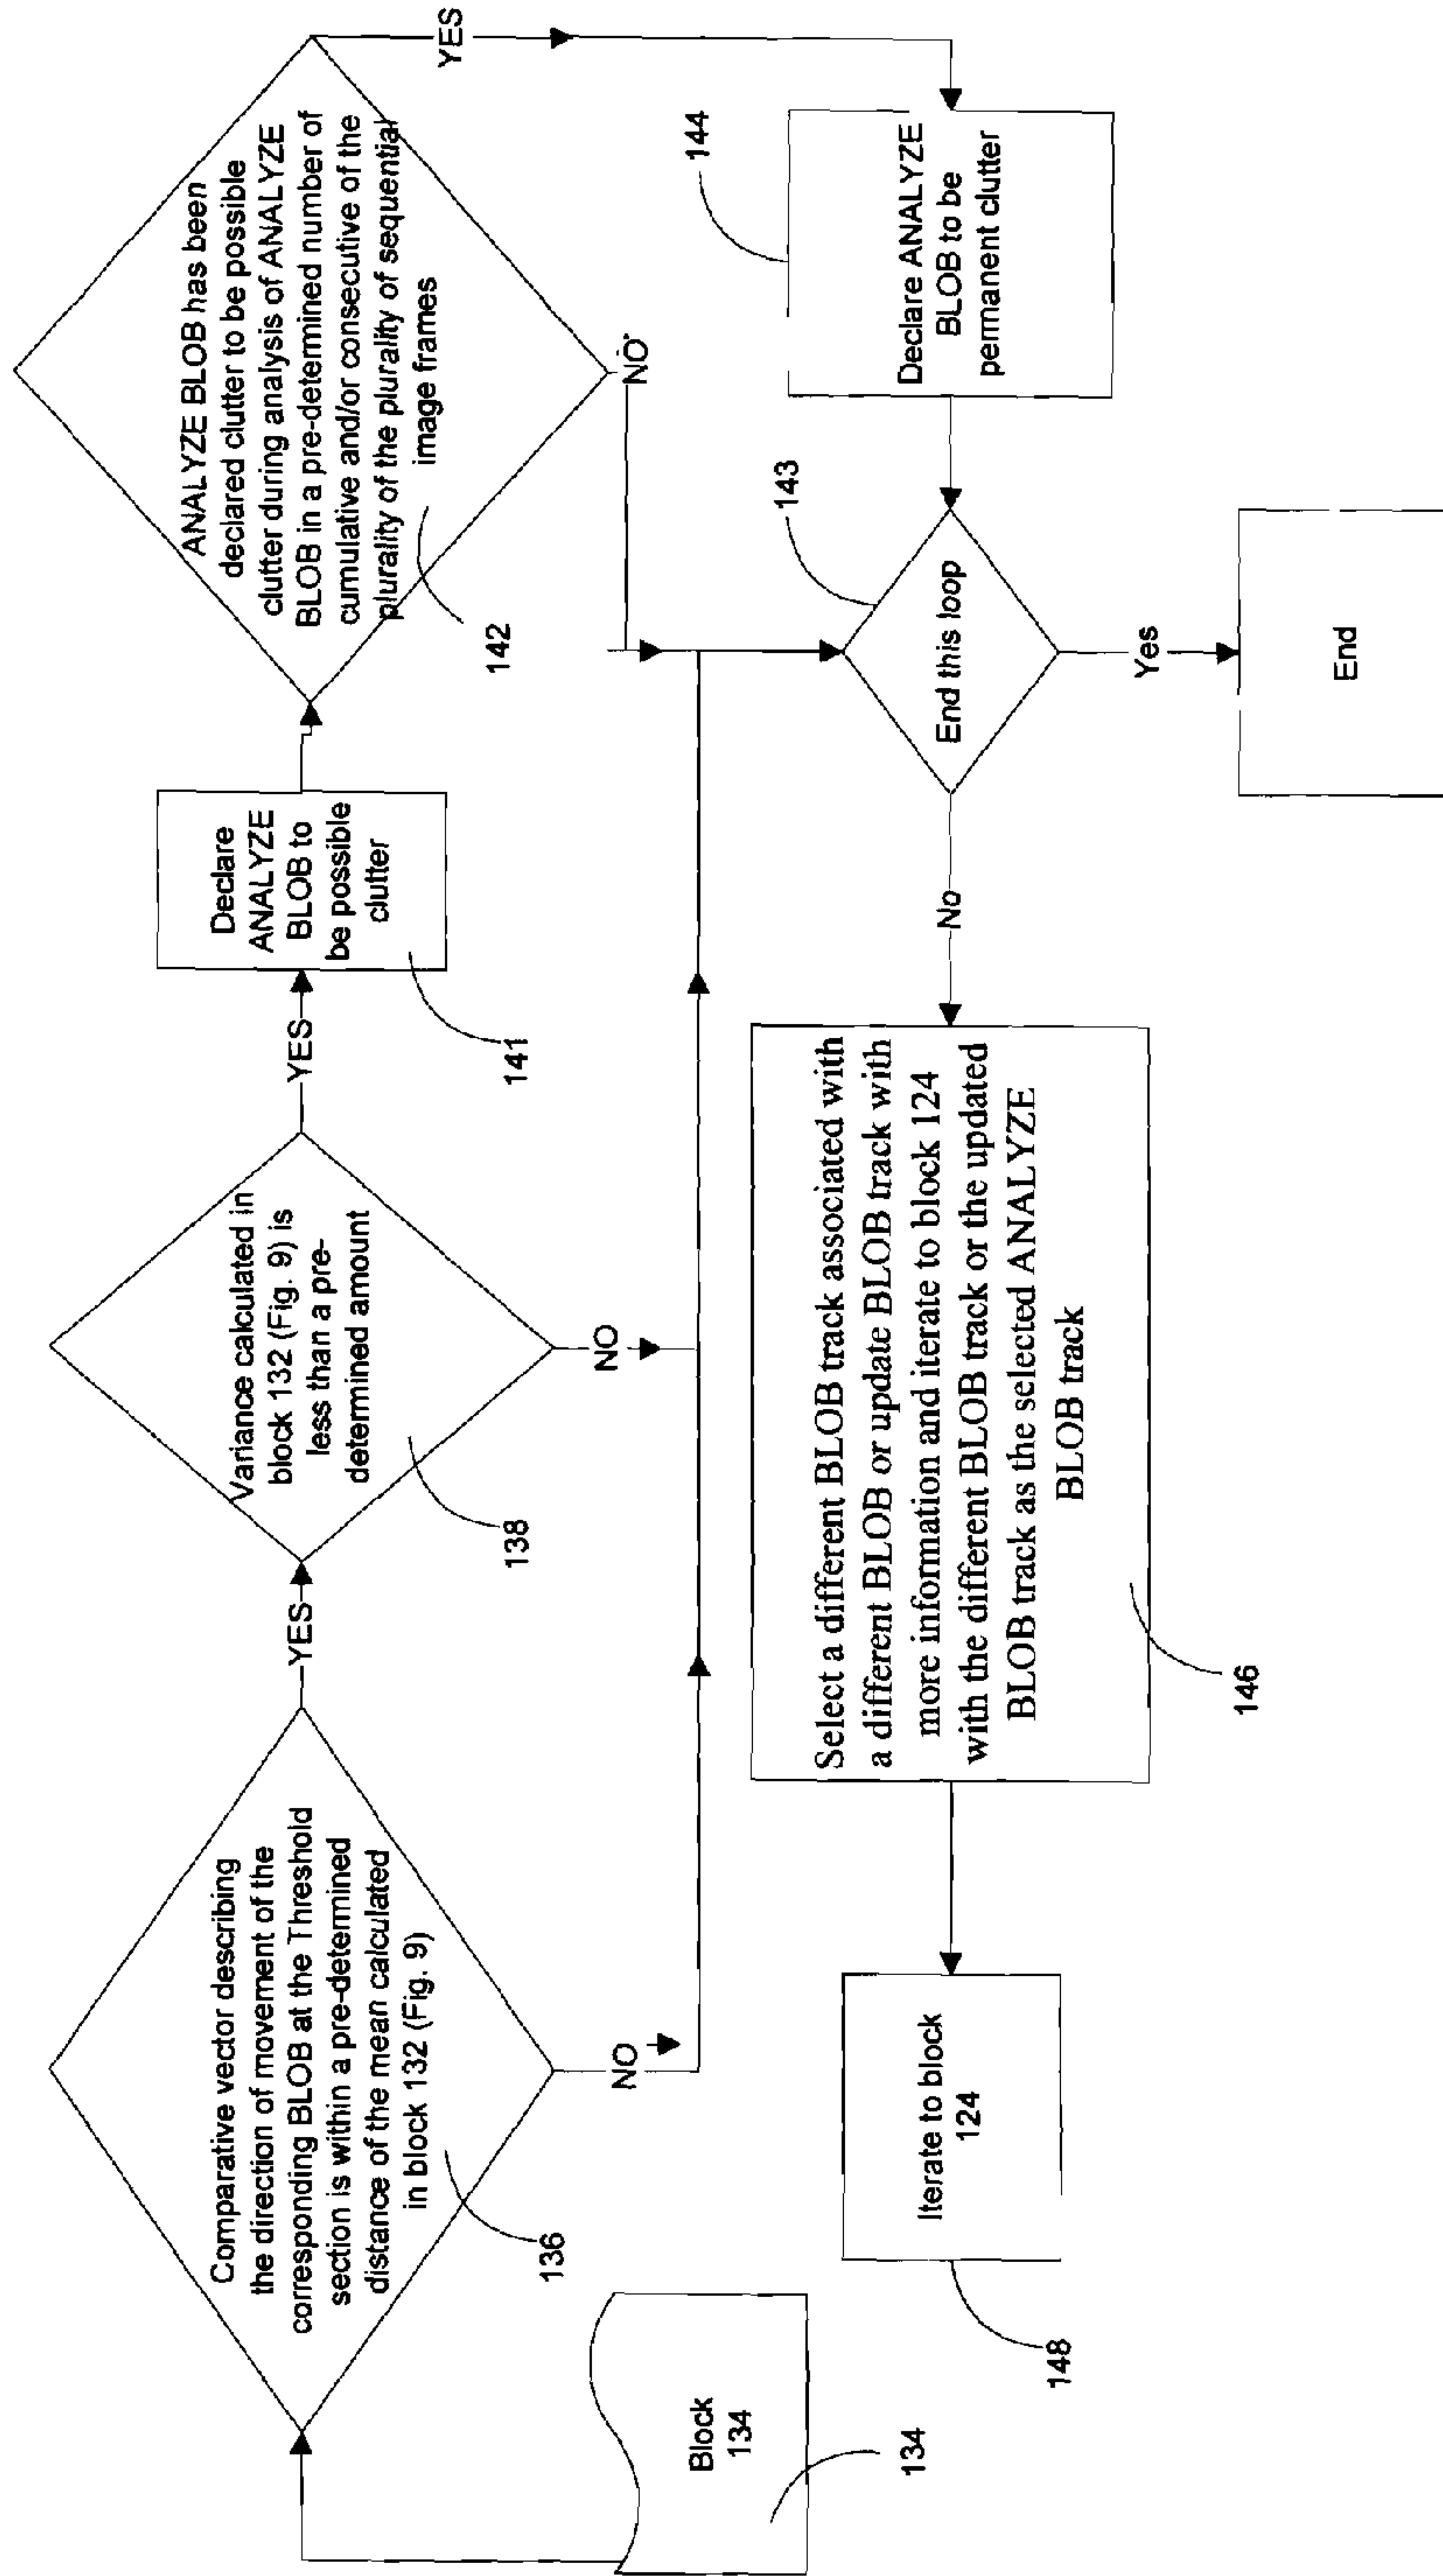 Block
134
134
Comparative vector describing
the direction of movement of the
corresponding BLOB at the Threshold
section is within a pre-determined
distance of the mean calculated
in block 132 (Fig. 9)
136
YES
NO
Variance calculated in
block 132 (Fig. 9) is
less than a pre-
determined amount
138
YES
NO
Declare
ANALYZE
BLOB to
be possible
clutter
141
ANALYZE BLOB has been
declared clutter to be possible
clutter during analysis of ANALYZE
BLOB in a pre-determined number of
cumulative and/or consecutive of the
plurality of the plurality of sequential
image frames
142
YES
NO
Declare ANALYZE
BLOB to be
permanent clutter
144
End this loop
143
Yes
End
No
Select a different BLOB track associated with
a different BLOB or update BLOB track with
more information and iterate to block 124
with the different BLOB track or the updated
BLOB track as the selected ANALYZE
BLOB track
146
Iterate to block
124
148